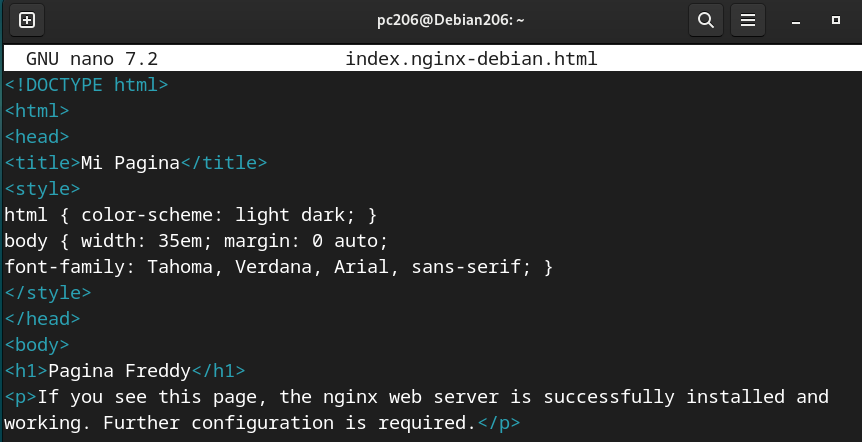 pc206@Debian206: ~
GNU nano 7.2 index.nginx-debian.html
<!DOCTYPE html>
<html>
<head>
<title>Mi Pagina</title>
<style>
html { color-scheme: light dark; }
body { width: 35em; margin: 0 auto;
font-family: Tahoma, Verdana, Arial, sans-serif; }
</style>
</head>
<body>
<h1>Pagina Freddy</h1>
<p>If you see this page, the nginx web server is successfully installed and
working. Further configuration is required.</p>